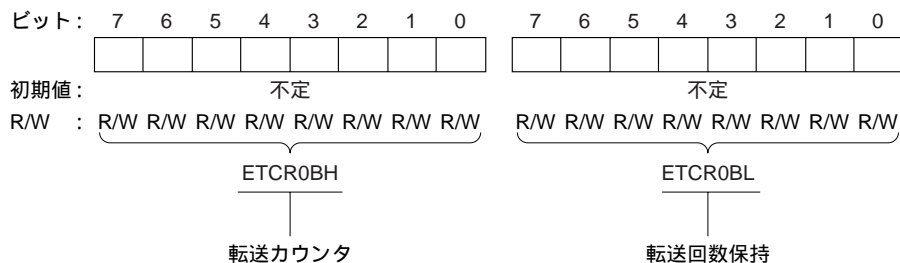 ビット: 7 6 5 4 3 2 1 0 7 6 5 4 3 2 1 0
初期値: 不定 不定
R/W : R/W R/W R/W R/W R/W R/W R/W R/W R/W R/W R/W R/W R/W R/W R/W R/W
ETCR0BH ETCR0BL
転送カウンタ 転送回数保持